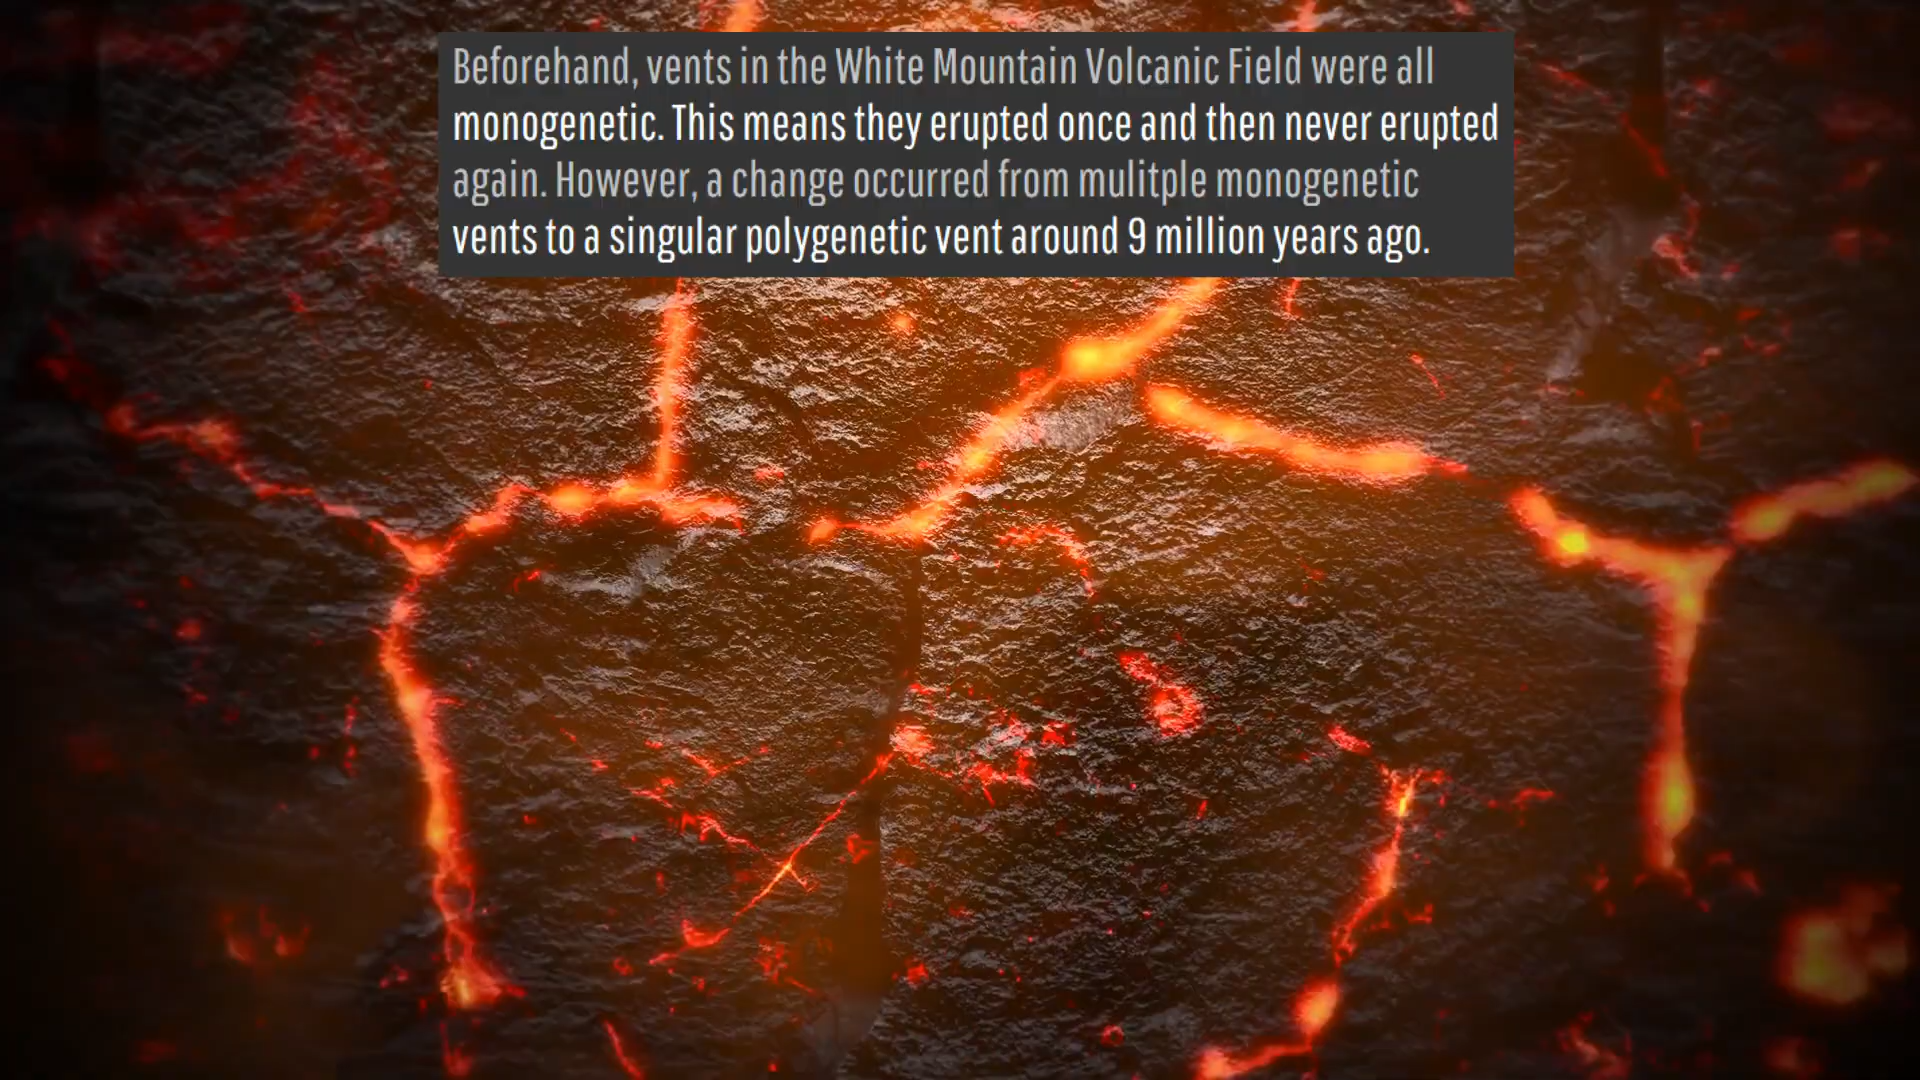 Beforehand, vents in the White Mountain Volcanic Field were all
monogenetic. This means they erupted once and then never erupted
again. However, a change occurred from mulitple monogenetic
vents to a singular polygenetic vent around 9 million years ago.